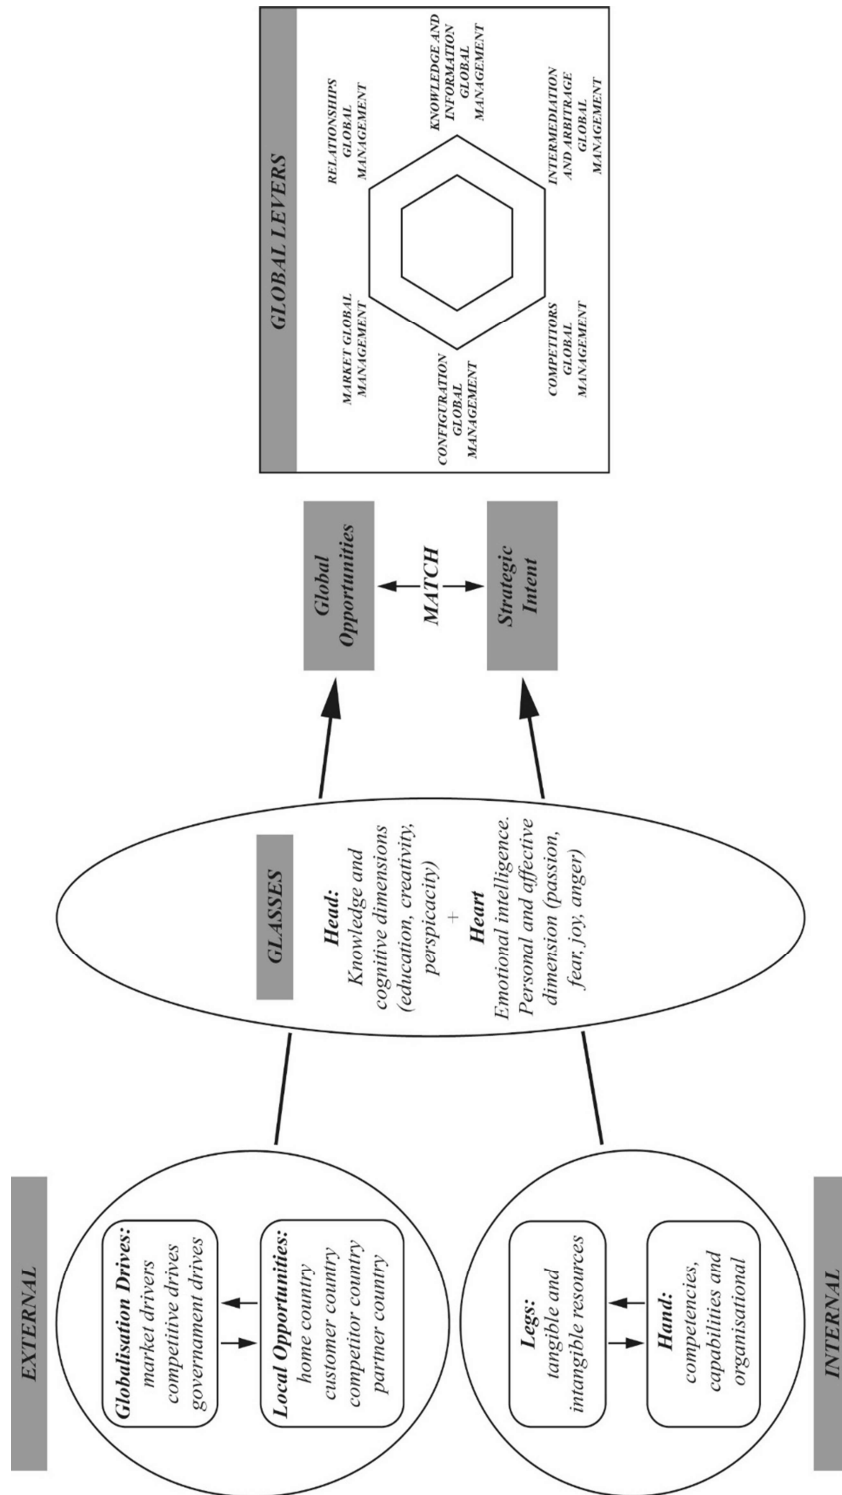 EXTERNAL
Globalisation Drives:
market drivers
competitive drives
governament drives
Local Opportunities:
home country
customer country
competitor country
partner country
Legs:
tangible and
intangible resources
Hand:
competencies,
capabilities and
organisational
INTERNAL
GLASSES
Head:
Knowledge and
cognitive dimensions
(education, creativity,
perspicacity)
+
Heart
Emotional intelligence.
Personal and affective
dimension (passion,
fear, joy, anger)
Global
Opportunities
MATCH
Strategic
Intent
GLOBAL LEVERS
MARKET GLOBAL
MANAGEMENT
RELATIONSHIPS
GLOBAL
MANAGEMENT
CONFIGURATION
GLOBAL
MANAGEMENT
KNOWLEDGE AND
INFORMATION
GLOBAL
MANAGEMENT
COMPETITORS
GLOBAL
MANAGEMENT
INTERMEDIATION
AND ARBITRAGE
GLOBAL
MANAGEMENT